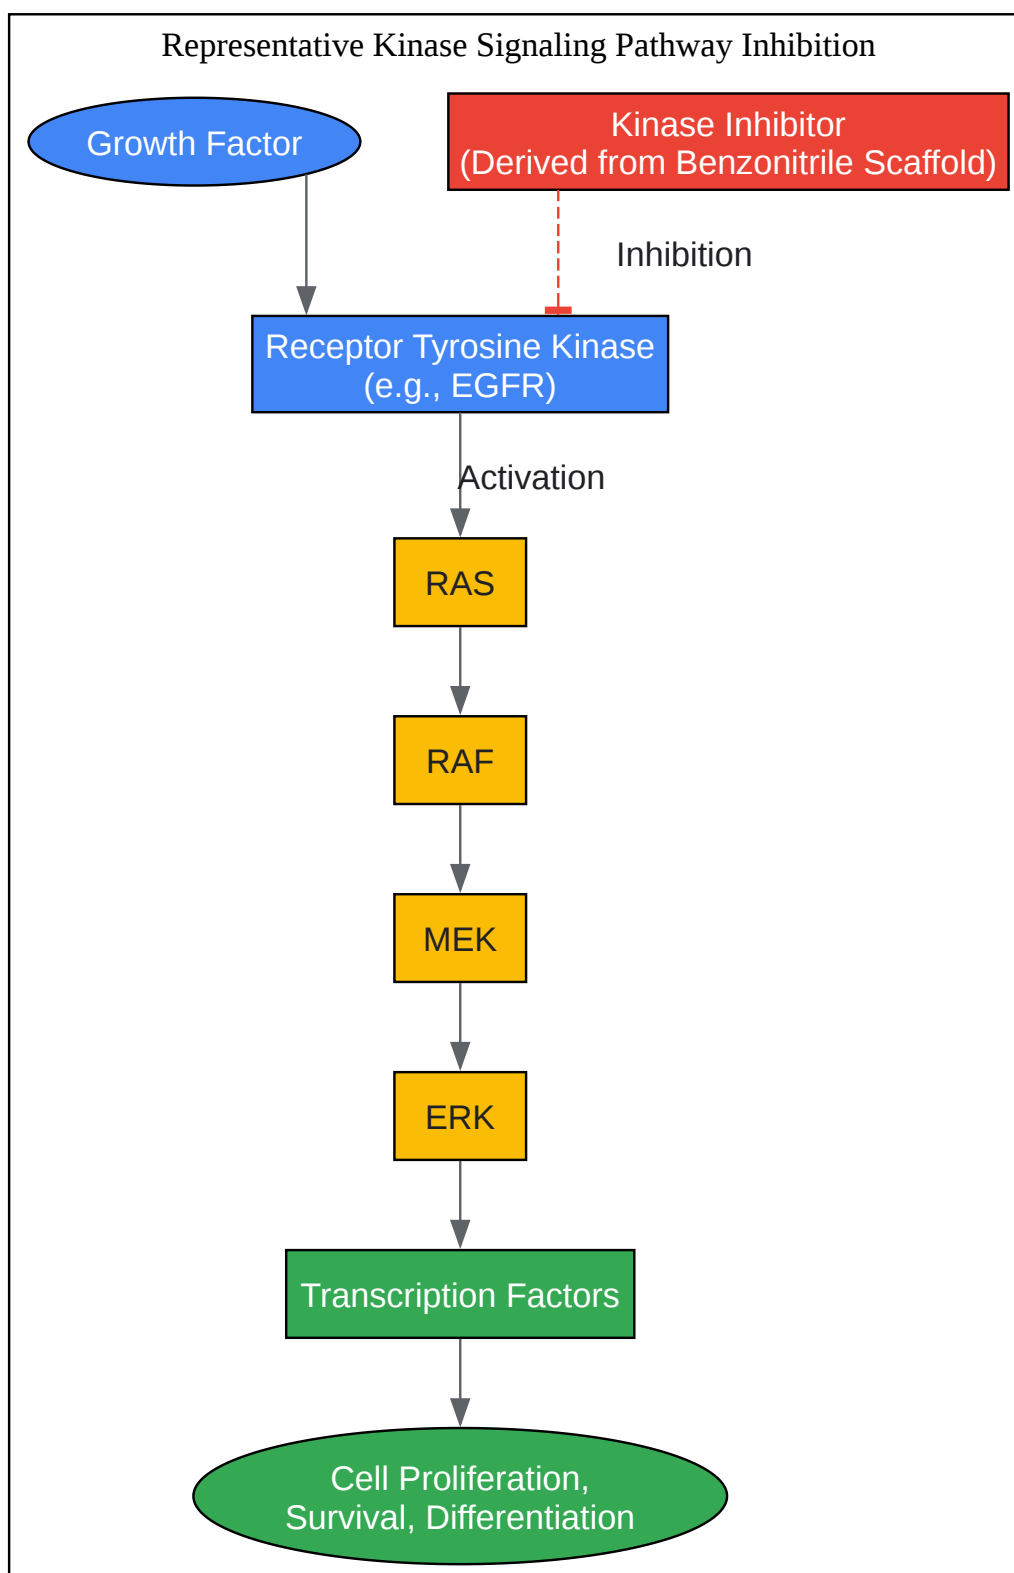 Representative Kinase Signaling Pathway Inhibition
Growth Factor
Kinase Inhibitor
(Derived from Benzonitrile Scaffold)
Inhibition
Receptor Tyrosine Kinase
(e.g., EGFR)
Activation
RAS
RAF
MEK
ERK
Transcription Factors
Cell Proliferation,
Survival, Differentiation